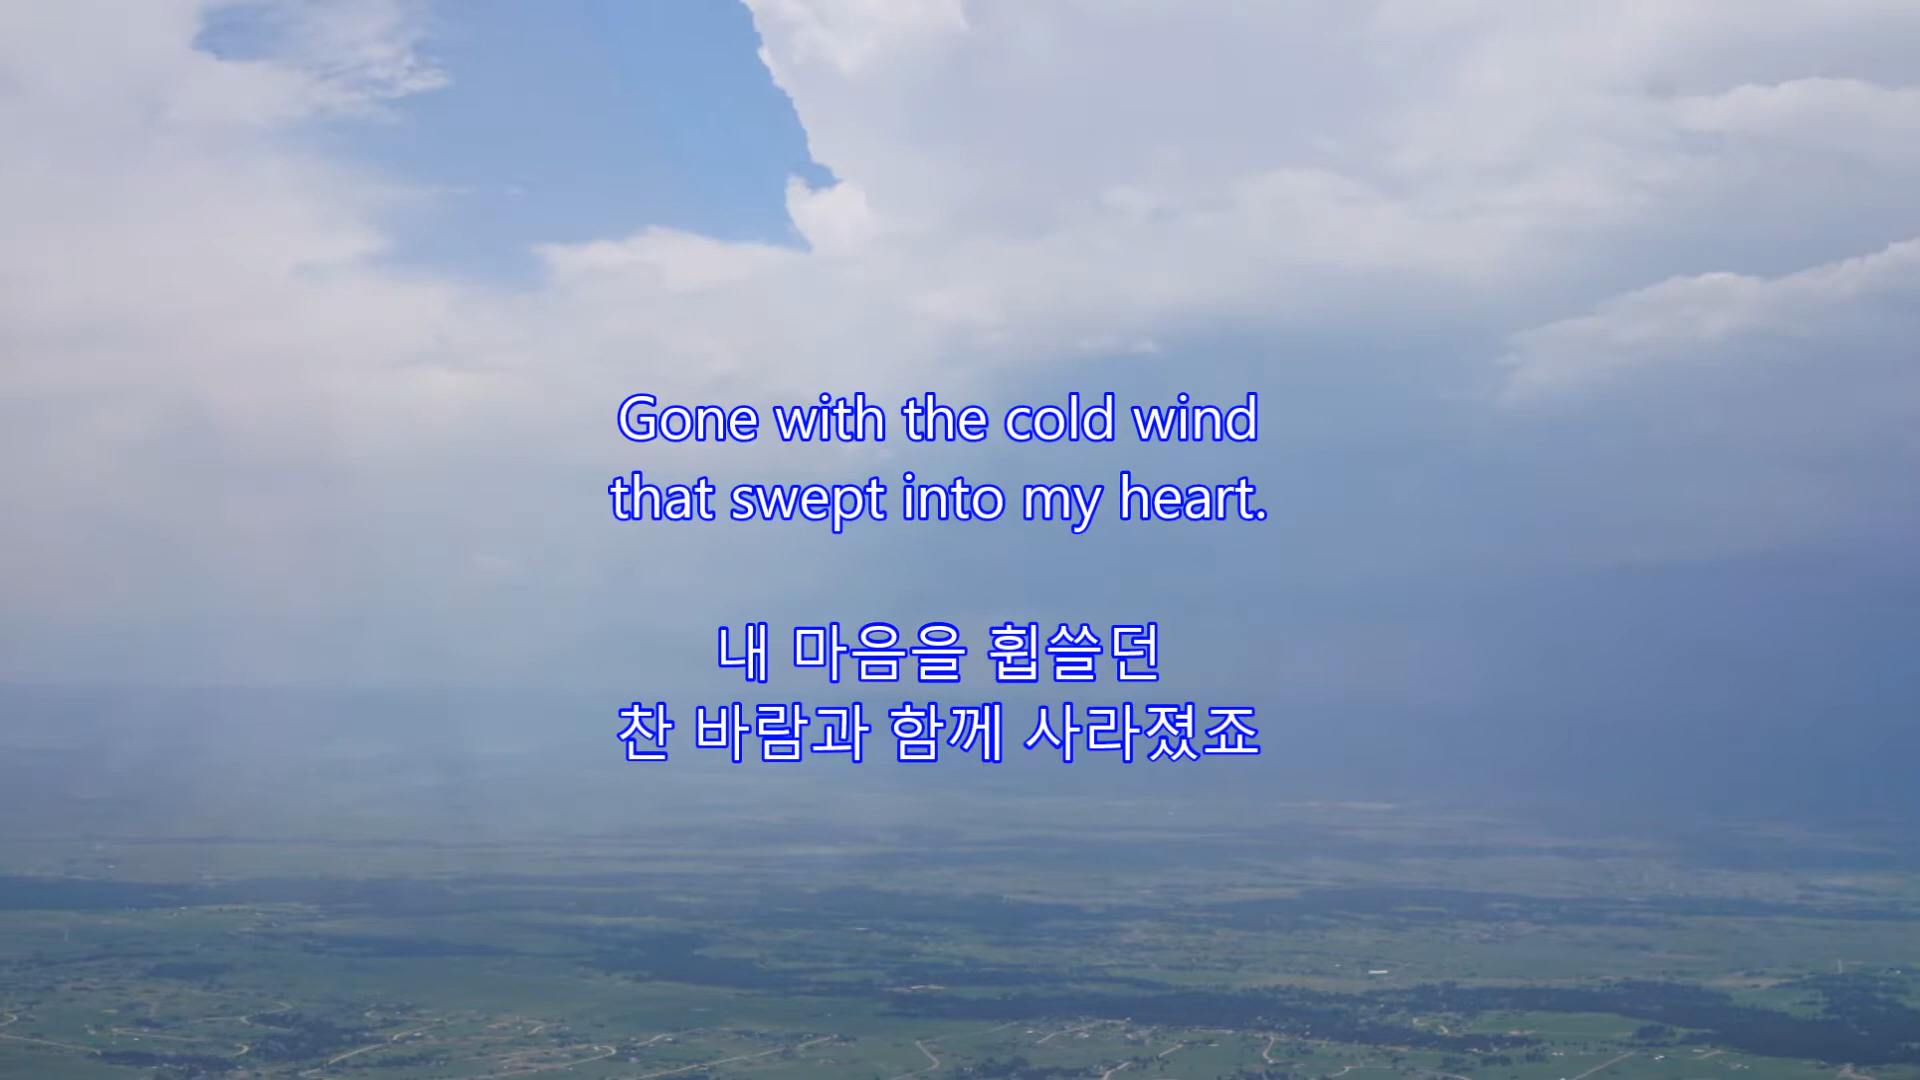 Gone with the cold wind
that swept into my heart.
내 마음을 휩쓸던
찬 바람과 함께 사라졌죠